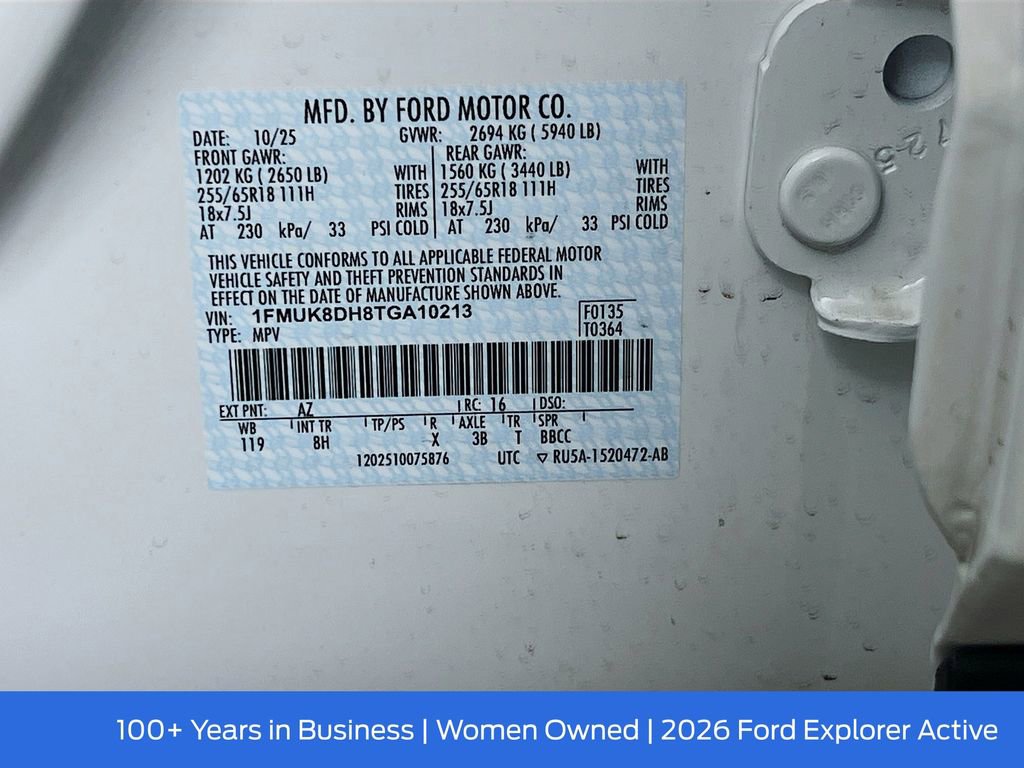 MFD. BY FORD MOTOR CO.
DATE: 10/25 GVWR: 2694 KG ( 5940 LB)
FRONT GAWR: REAR GAWR:
1202 KG ( 2650 LB) WITH 1560 KG ( 3440 LB) WITH
255/65R18 111H TIRES 255/65R18 111H TIRES
18x7.5J RIMS 18x7.5J RIMS
AT 230 kPa/ 33 PSI COLD AT 230 kPa/ 33 PSI COLD
THIS VEHICLE CONFORMS TO ALL APPLICABLE FEDERAL MOTOR
VEHICLE SAFETY AND THEFT PREVENTION STANDARDS IN
EFFECT ON THE DATE OF MANUFACTURE SHOWN ABOVE.
VIN: 1FMUK8DH8TGA10213 F0135
TYPE: MPV T0364
EXT PNT: AZ RC: 16 DSO:
WB INT TR TP/PS R AXLE TR SPR
119 8H X 3B T BBCC
1202510075876 UTC ▽ RU5A-1520472-AB
100+ Years in Business | Women Owned | 2026 Ford Explorer Active